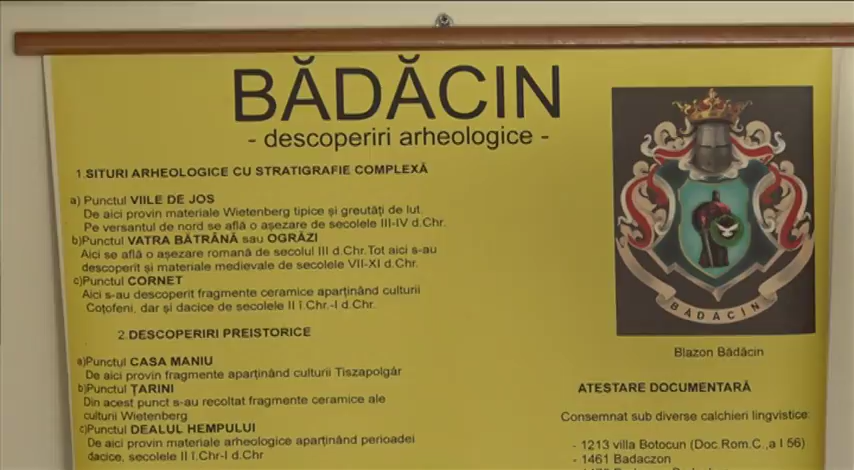 BĂDĂCIN
- descoperiri arheologice -
1.SITURI ARHEOLOGICE CU STRATIGRAFIE COMPLEXĂ
a) Punctul VIILE DE JOS
De aici provin materiale Wietenberg tipice și greutăți de lut.
Pe versantul de nord se află o așezare de secolele III-IV d.Chr.
b)Punctul VATRA BĂTRÂNĂ sau OGRĂZI
Aici se află o așezare romană de secolul III d.Chr.Tot aici s-au
descoperit și materiale medievale de secolele VII-XI d.Chr.
c)Punctul CORNET
Aici s-au descoperit fragmente ceramice aparținând culturii
Coțofeni, dar și dacice de secolele II î.Chr.-I d.Chr.
2.DESCOPERIRI PREISTORICE
a)Punctul CASA MANIU
De aici provin fragmente aparținând culturii Tiszapolgár
b)Punctul ȚARINI
Din acest punct s-au recoltat fragmente ceramice ale
culturii Wietenberg
c)Punctul DEALUL HEMPULUI
De aici provin materiale arheologice aparținând perioadei
dacice, secolele II î.Chr-I d.Chr
BĂDĂCIN
Blazon Bădăcin
ATESTARE DOCUMENTARĂ
Consemnat sub diverse calchieri lingvistice:
- 1213 villa Botocun (Doc.Rom.C.,a I 56)
- 1461 Badaczon